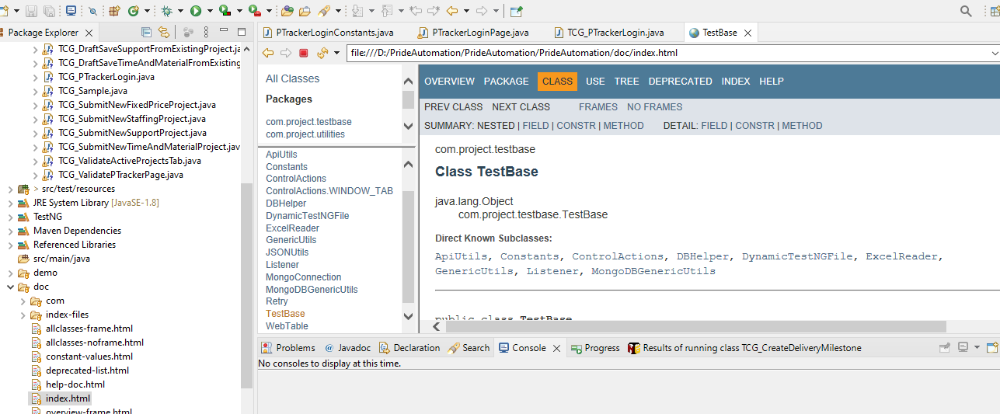 Package Explorer
TCG_DraftSaveSupportFromExistingProject.ja
TCG_DraftSaveTimeAndMaterialFromExisting
TCG_PTrackerLogin.java
TCG_Sample.java
TCG_SubmitNewFixedPriceProject.java
TCG_SubmitNewStaffingProject.java
TCG_SubmitNewSupportProject.java
TCG_SubmitNewTimeAndMaterialProject.jav
TCG_ValidateActiveProjectsTab.java
TCG_ValidatePTrackerPage.java
> src/test/resources
JRE System Library [JavaSE-1.8]
TestNG
Maven Dependencies
Referenced Libraries
src/main/java
demo
doc
com
index-files
allclasses-frame.html
allclasses-noframe.html
constant-values.html
deprecated-list.html
help-doc.html
index.html
overview-frame.html
PTrackerLoginConstants.java PTrackerLoginPage.java TCG_PTrackerLogin.java TestBase
file:///D:/PrideAutomation/PrideAutomation/PrideAutomation/doc/index.html
All Classes
Packages
com.project.testbase
com.project.utilities
ApiUtils
Constants
ControlActions
ControlActions.WINDOW_TAB
DBHelper
DynamicTestNGFile
ExcelReader
GenericUtils
JSONUtils
Listener
MongoConnection
MongoDBGenericUtils
Retry
TestBase
WebTable
OVERVIEW PACKAGE CLASS USE TREE DEPRECATED INDEX HELP
PREV CLASS NEXT CLASS FRAMES NO FRAMES
SUMMARY: NESTED | FIELD | CONSTR | METHOD DETAIL: FIELD | CONSTR | METHOD
com.project.testbase
Class TestBase
java.lang.Object
com.project.testbase.TestBase
Direct Known Subclasses:
ApiUtils, Constants, ControlActions, DBHelper, DynamicTestNGFile, ExcelReader,
GenericUtils, Listener, MongoDBGenericUtils
public class TestBase
Problems @ Javadoc Declaration Search Console Progress Results of running class TCG_CreateDeliveryMilestone
No consoles to display at this time.